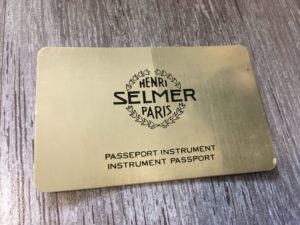 HENRI
SELMER
PARIS
PASSEPORT INSTRUMENT
INSTRUMENT PASSPORT